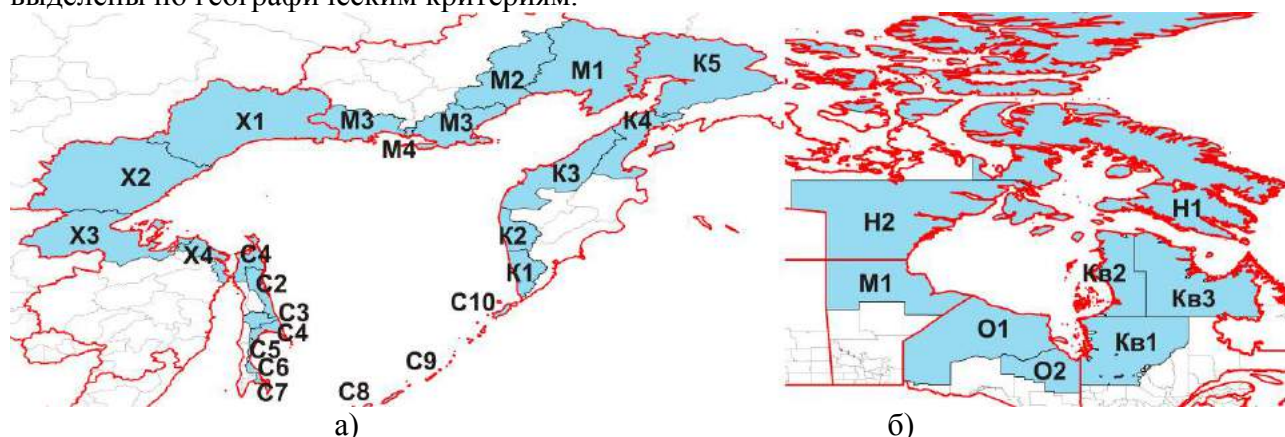 выделены по географическим критериям.
К5
М2
М1
Х1
К4
М3
М3
М4
К3
Х2
Х3
Х4
К2
С4
С2
К1
С3
С10
С4
С5
С9
С6
С7
С8
Н1
Н2
Кв2
М1
Кв3
О1
Кв1
О2
а) б)